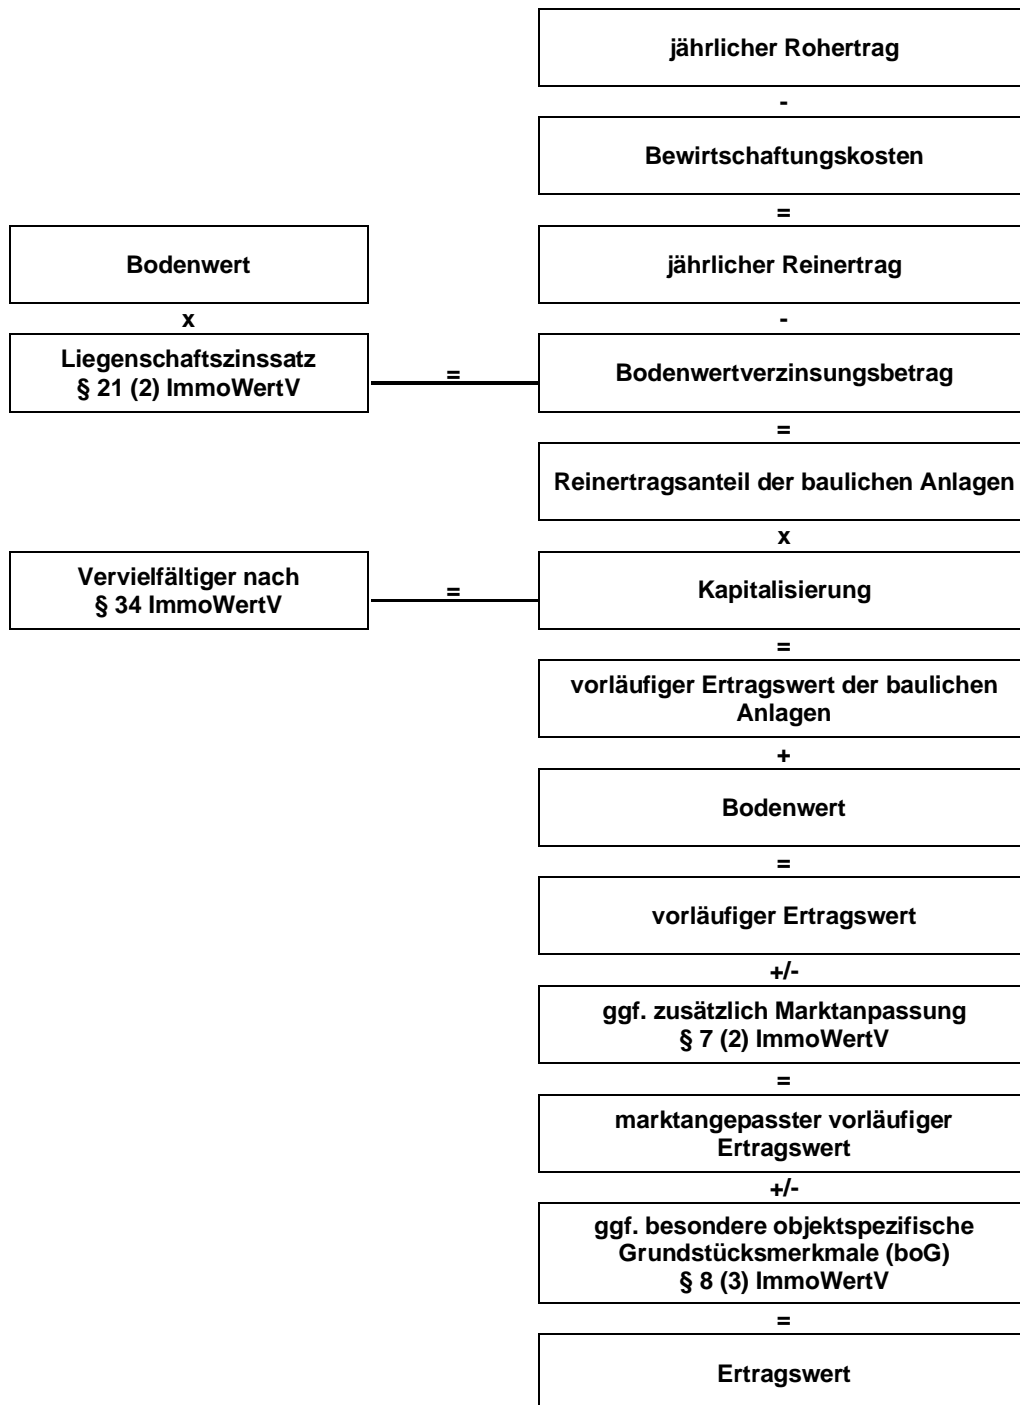 jährlicher Rohertrag
-
Bewirtschaftungskosten
=
Bodenwert
jährlicher Reinertrag
x
-
Liegenschaftszinssatz
§ 21 (2) ImmoWertV
=
Bodenwertverzinsungsbetrag
=
Reinertragsanteil der baulichen Anlagen
x
Vervielfältiger nach
§ 34 ImmoWertV
=
Kapitalisierung
=
vorläufiger Ertragswert der baulichen
Anlagen
+
Bodenwert
=
vorläufiger Ertragswert
+/-
ggf. zusätzlich Marktanpassung
§ 7 (2) ImmoWertV
=
marktangepasster vorläufiger
Ertragswert
+/-
ggf. besondere objektspezifische
Grundstücksmerkmale (boG)
§ 8 (3) ImmoWertV
=
Ertragswert